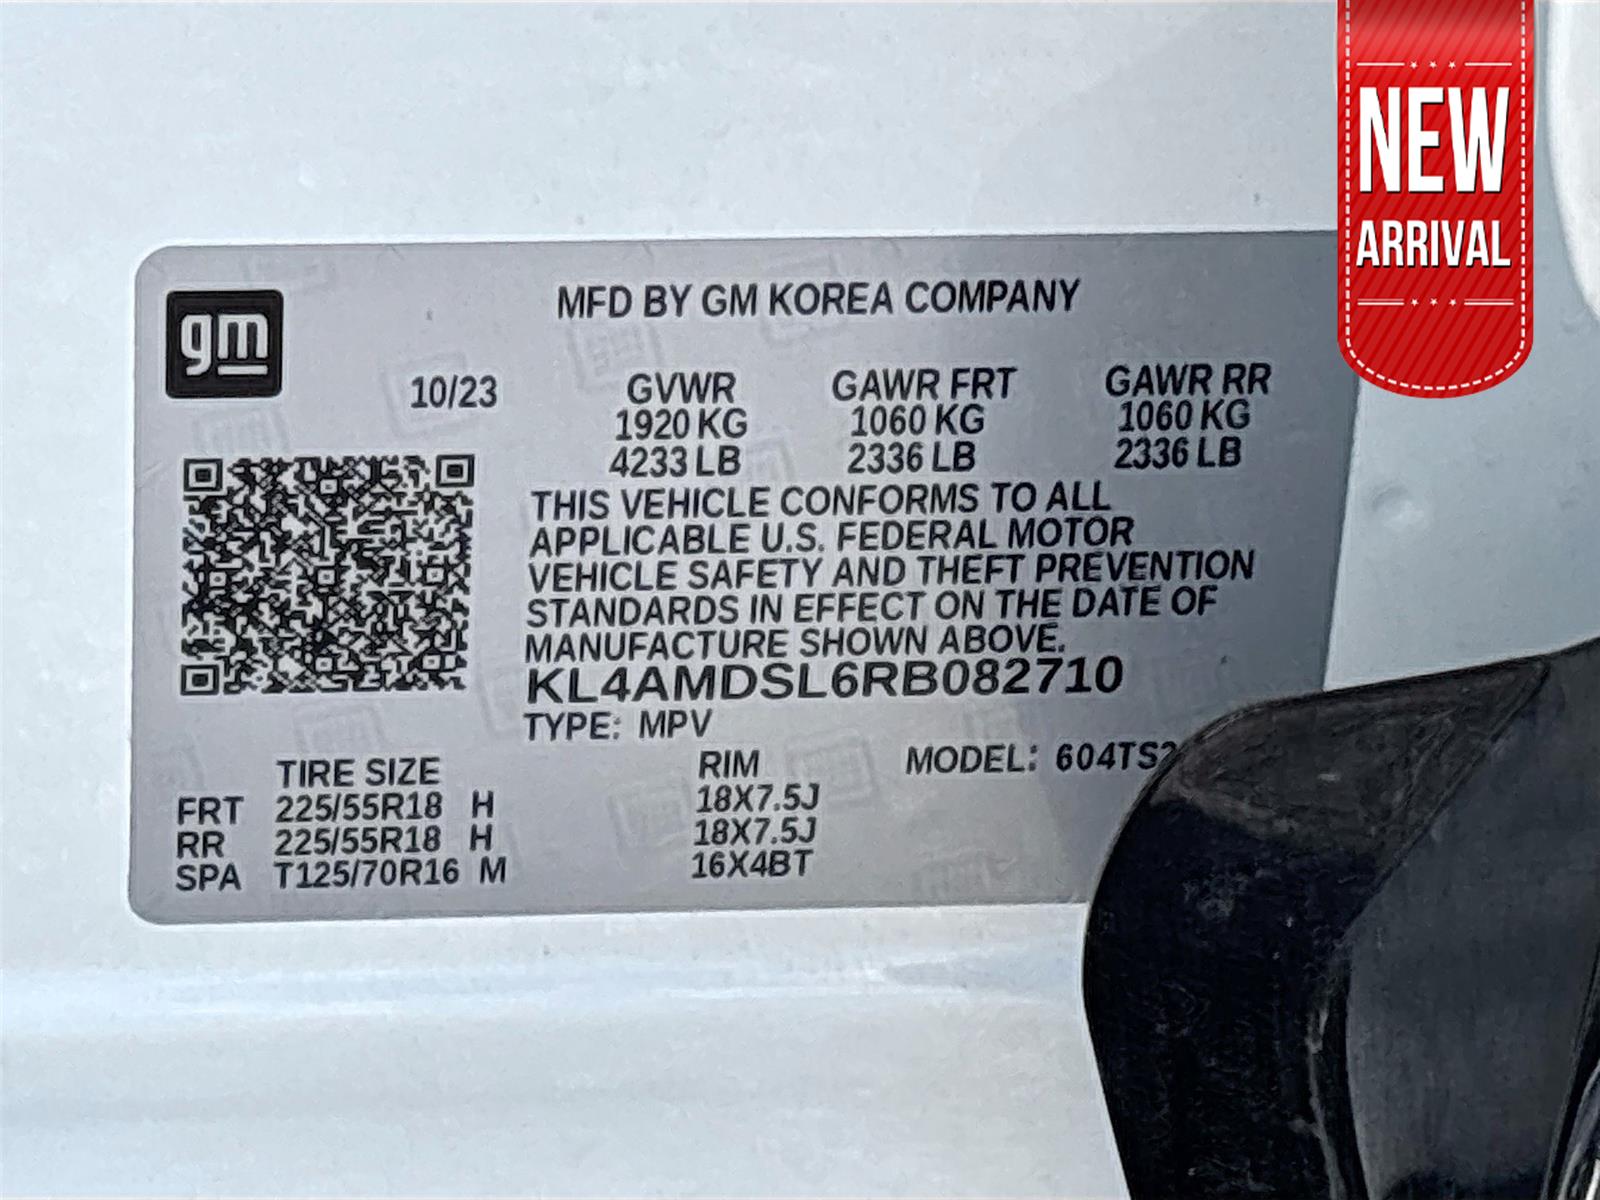 NEW
ARRIVAL
gm
MFD BY GM KOREA COMPANY
10/23 GVWR GAWR FRT GAWR RR
1920 KG 1060 KG 1060 KG
4233 LB 2336 LB 2336 LB
THIS VEHICLE CONFORMS TO ALL
APPLICABLE U.S. FEDERAL MOTOR
VEHICLE SAFETY AND THEFT PREVENTION
STANDARDS IN EFFECT ON THE DATE OF
MANUFACTURE SHOWN ABOVE.
KL4AMDSL6RB082710
TYPE: MPV
TIRE SIZE RIM MODEL:
FRT 225/55R18 H 18X7.5J
RR 225/55R18 H 18X7.5J
SPA T125/70R16 M 16X4BT